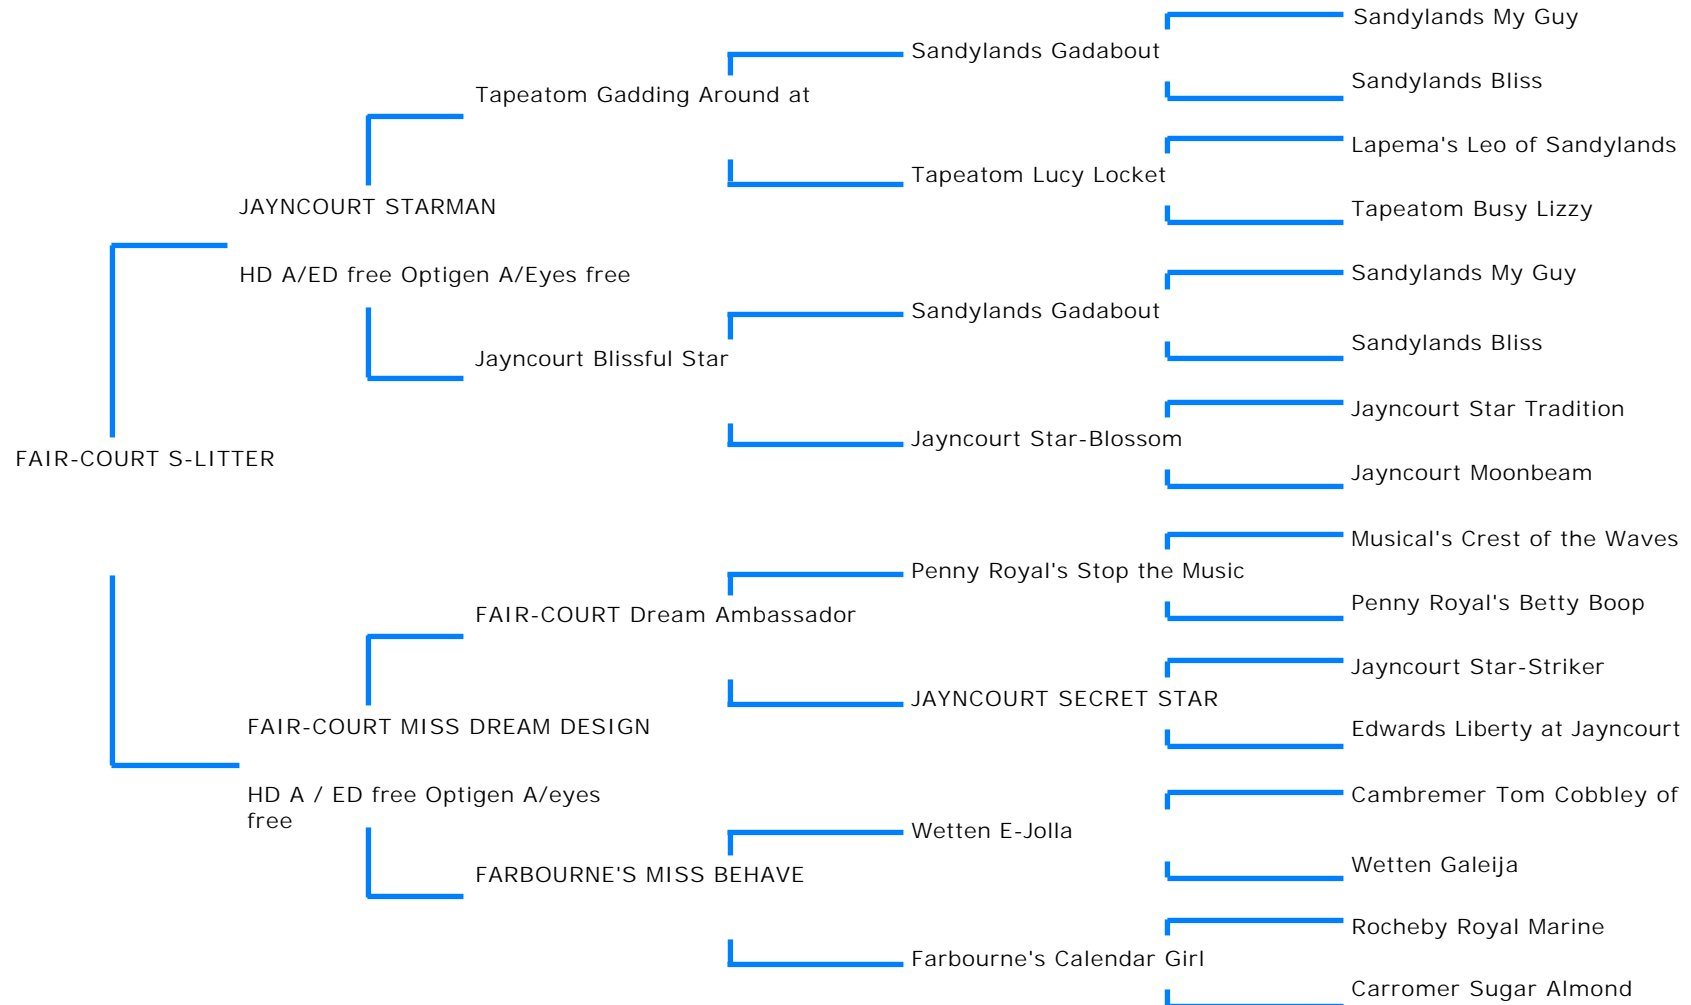 Sandylands My Guy
Sandylands Gadabout
Sandylands Bliss
Tapeatom Gadding Around at
Lapema's Leo of Sandylands
Tapeatom Lucy Locket
Tapeatom Busy Lizzy
JAYNCOURT STARMAN
HD A/ED free Optigen A/Eyes free
Sandylands My Guy
Sandylands Gadabout
Sandylands Bliss
Jayncourt Blissful Star
Jayncourt Star Tradition
Jayncourt Star-Blossom
Jayncourt Moonbeam
FAIR-COURT S-LITTER
Musical's Crest of the Waves
Penny Royal's Stop the Music
Penny Royal's Betty Boop
FAIR-COURT Dream Ambassador
Jayncourt Star-Striker
JAYNCOURT SECRET STAR
Edwards Liberty at Jayncourt
FAIR-COURT MISS DREAM DESIGN
HD A / ED free Optigen A/eyes
free
Cambremer Tom Cobbley of
Wetten E-Jolla
Wetten Galeija
FARBOURNE'S MISS BEHAVE
Rocheby Royal Marine
Farbourne's Calendar Girl
Carromer Sugar Almond